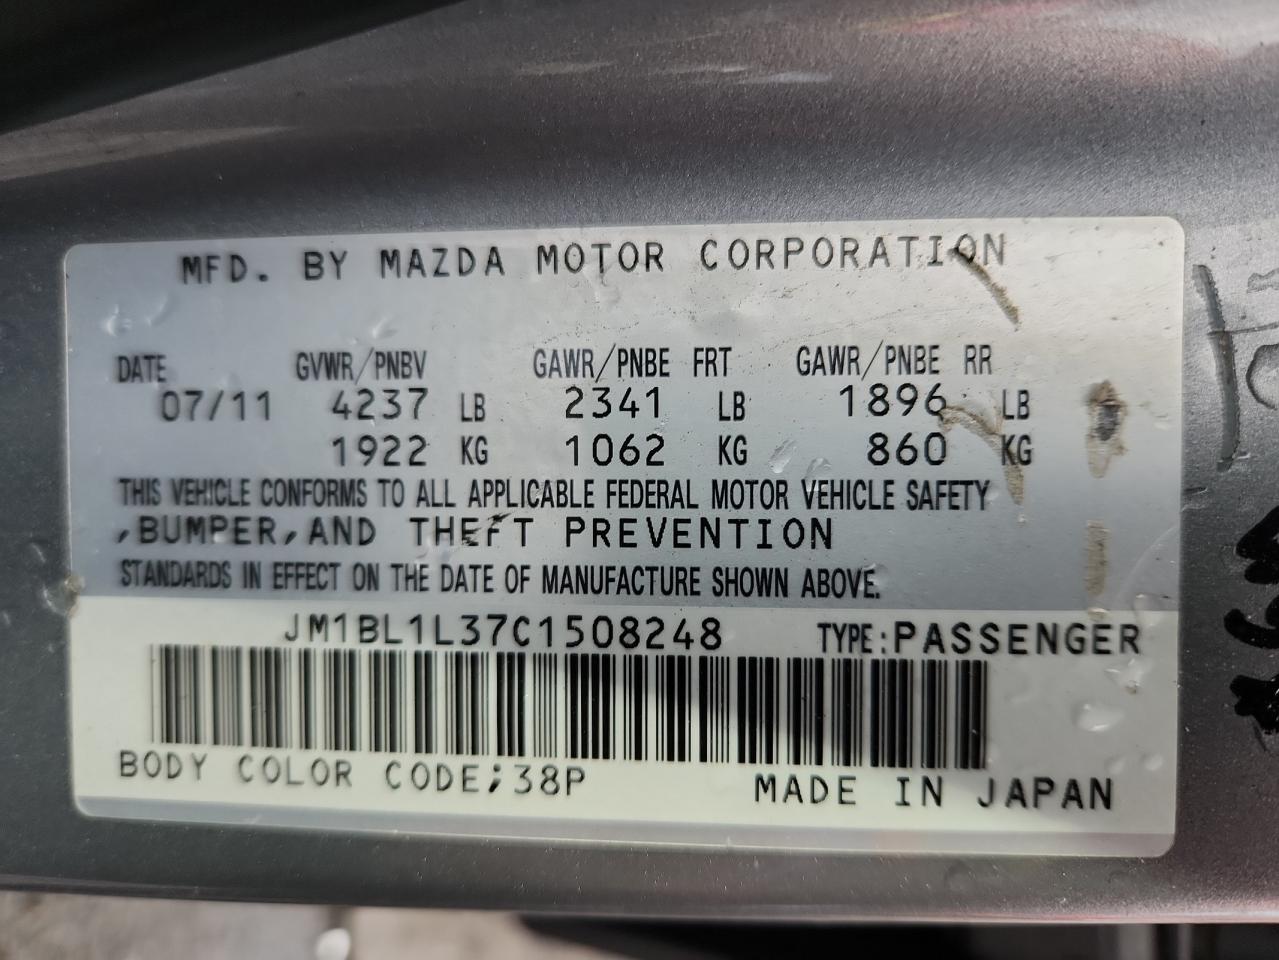 MFD. BY MAZDA MOTOR CORPORATION
DATE GVWR/PNBV GAWR/PNBE FRT GAWR/PNBE RR
07/11 4237 LB 2341 LB 1896 LB
1922 KG 1062 KG 860 KG
THIS VEHICLE CONFORMS TO ALL APPLICABLE FEDERAL MOTOR VEHICLE SAFETY
,BUMPER,AND THEFT PREVENTION
STANDARDS IN EFFECT ON THE DATE OF MANUFACTURE SHOWN ABOVE.
JM1BL1L37C1508248 TYPE:PASSENGER
BODY COLOR CODE;38P MADE IN JAPAN